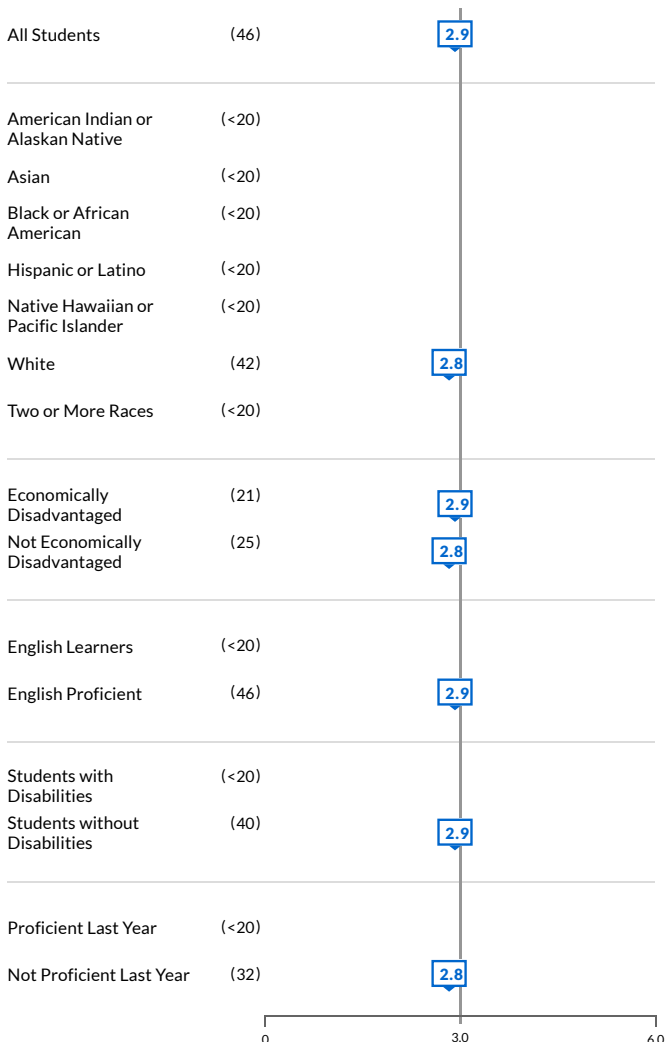 All Students (46) 2.9
American Indian or (<20)
Alaskan Native
Asian (<20)
Black or African (<20)
American
Hispanic or Latino (<20)
Native Hawaiian or (<20)
Pacific Islander
White (42) 2.8
Two or More Races (<20)
Economically (21) 2.9
Disadvantaged
Not Economically (25) 2.8
Disadvantaged
English Learners (<20)
English Proficient (46) 2.9
Students with (<20)
Disabilities
Students without (40) 2.9
Disabilities
Proficient Last Year (<20)
Not Proficient Last Year (32) 2.8
0 3.0 6.0